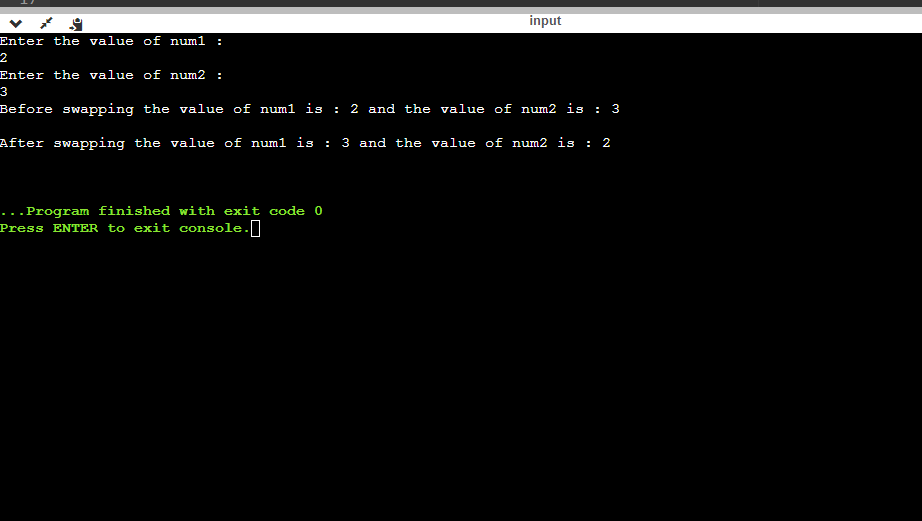 17
input
Enter the value of num1 :
2
Enter the value of num2 :
3
Before swapping the value of num1 is : 2 and the value of num2 is : 3
After swapping the value of num1 is : 3 and the value of num2 is : 2
...Program finished with exit code 0
Press ENTER to exit console.